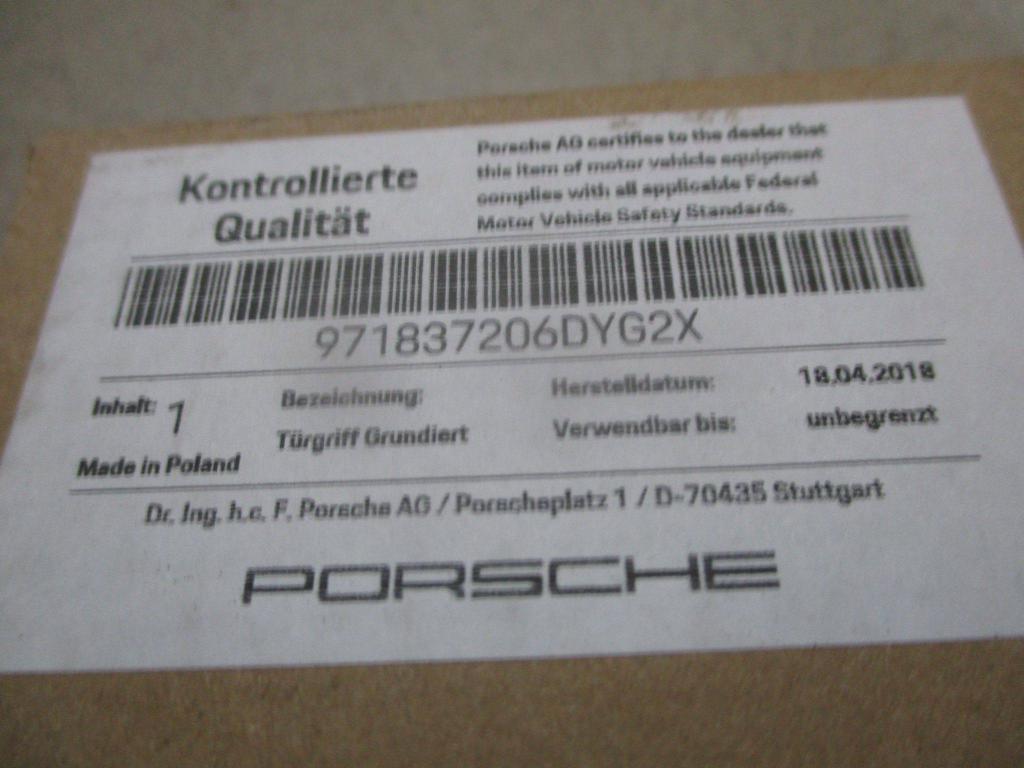 Kontrollierte
Qualität
Porsche AG certifies to the dealer that
this item of motor vehicle equipment
complies with all applicable Federal
Motor Vehicle Safety Standards.
971837206DYG2X
Inhalt: 1
Bezeichnung:
Türgriff Grundiert
Herstelldatum: 18.04.2018
Verwendbar bis: unbegrenzt
Made in Poland
Dr. Ing. h.c. F. Porsche AG / Porscheplatz 1 / D-70435 Stuttgart
PORSCHE